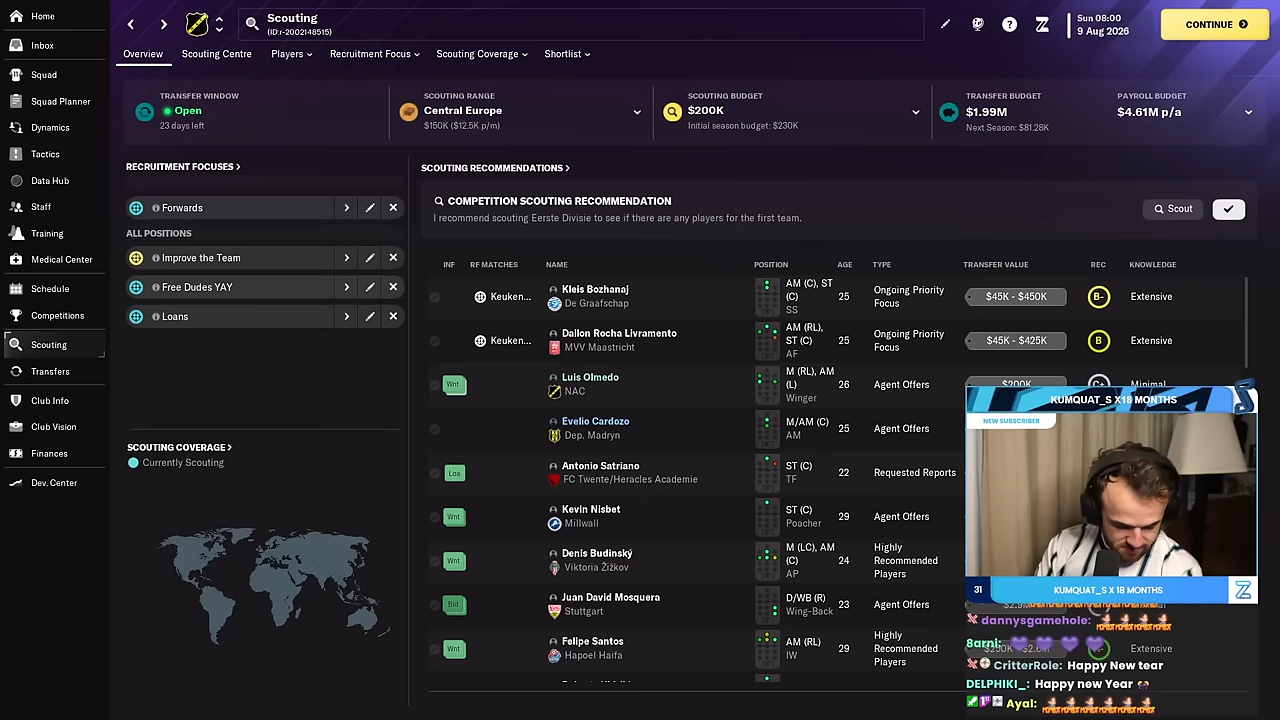 Home
Scouting
(ID:r-2002148515)
Sun 08:00
9 Aug 2026
CONTINUE
Inbox
Squad
Squad Planner
Dynamics
Tactics
Data Hub
Staff
Training
Medical Center
Schedule
Competitions
Scouting
Transfers
Club Info
Club Vision
Finances
Dev. Center
Overview
Scouting Centre
Players
Recruitment Focus
Scouting Coverage
Shortlist
TRANSFER WINDOW
Open
23 days left
SCOUTING RANGE
Central Europe
$150K ($12.5K p/m)
SCOUTING BUDGET
$200K
Initial season budget: $230K
TRANSFER BUDGET
$1.99M
Next Season: $81.28K
PAYROLL BUDGET
$4.61M p/a
RECRUITMENT FOCUSES >
Forwards
ALL POSITIONS
Improve the Team
Free Dudes YAY
Loans
SCOUTING COVERAGE >
Currently Scouting
SCOUTING RECOMMENDATIONS >
COMPETITION SCOUTING RECOMMENDATION
I recommend scouting Eerste Divisie to see if there are any players for the first team.
Scout
INF RF MATCHES NAME POSITION AGE TYPE TRANSFER VALUE REC KNOWLEDGE
Keuken...
Kleis Bozhanaj
De Graafschap
AM (C), ST (C)
SS
25
Ongoing Priority Focus
$45K - $450K
B-
Extensive
Keuken...
Dailon Rocha Livramento
MVV Maastricht
AM (RL), ST (C)
AF
25
Ongoing Priority Focus
$45K - $425K
B
Extensive
Wnt
Luis Olmedo
NAC
M (RL), AM (L)
Winger
26
Agent Offers
$200K
C+
Minimal
Evelio Cardozo
Dep. Madryn
M/AM (C)
AM
25
Agent Offers
Loa
Antonio Satriano
FC Twente/Heracles Academie
ST (C)
TF
22
Requested Reports
Wnt
Kevin Nisbet
Millwall
ST (C)
Poacher
29
Agent Offers
Wnt
Denis Budinský
Viktoria Žižkov
M (LC), AM (C)
AP
24
Highly Recommended Players
Bid
Juan David Mosquera
Stuttgart
D/WB (R)
Wing-Back
23
Agent Offers
Wnt
Felipe Santos
Hapoel Haifa
AM (RL)
IW
29
Highly Recommended Players
KUMQUAT_S X18 MONTHS
NEW SUBSCRIBER
31
KUMQUAT_S X 18 MONTHS
dannysgamehole:
8arni:
CritterRole: Happy New tear
DELPHIKI_: Happy new Year
Ayal: